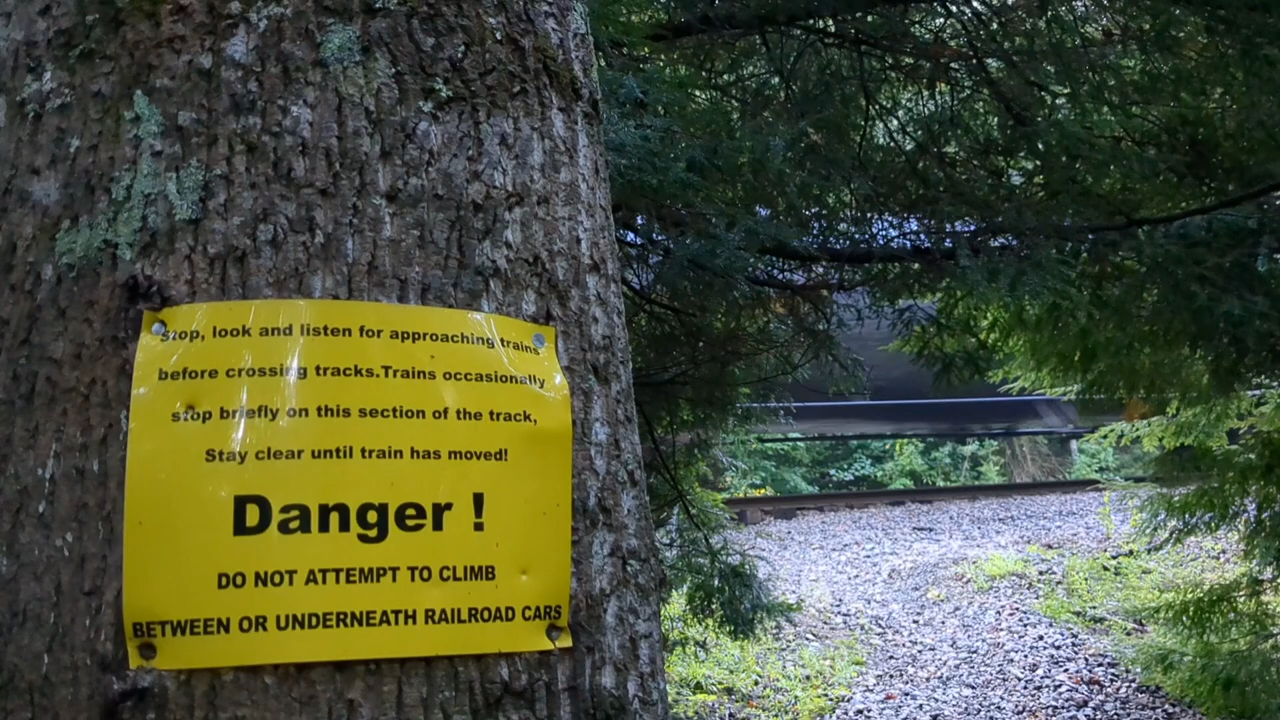 Stop, look and listen for approaching trains
before crossing tracks.Trains occasionally
stop briefly on this section of the track,
Stay clear until train has moved!
Danger !
DO NOT ATTEMPT TO CLIMB
BETWEEN OR UNDERNEATH RAILROAD CARS